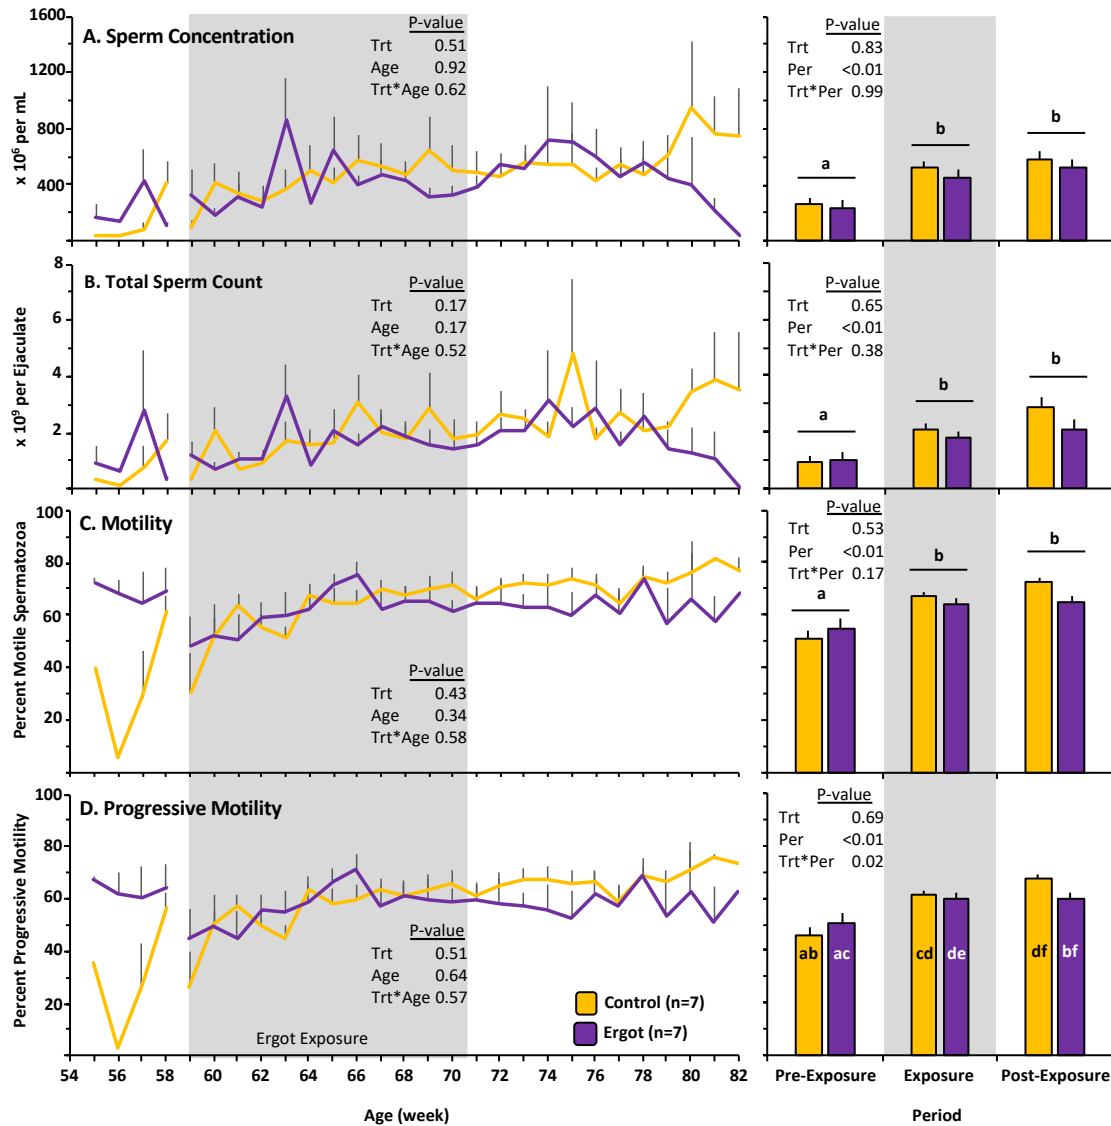 A. Sperm Concentration
P-value
Trt 0.51
Age 0.92
Trt*Age 0.62
x 10⁶ per mL
1600
1200
800
400
0
P-value
Trt 0.83
Per <0.01
Trt*Per 0.99
a
b
b
B. Total Sperm Count
P-value
Trt 0.17
Age 0.17
Trt*Age 0.52
x 10⁹ per Ejaculate
8
6
4
2
P-value
Trt 0.65
Per <0.01
Trt*Per 0.38
a
b
b
C. Motility
P-value
Trt 0.43
Age 0.34
Trt*Age 0.58
Percent Motile Spermatozoa
100
80
60
40
20
P-value
Trt 0.53
Per <0.01
Trt*Per 0.17
a
b
b
D. Progressive Motility
P-value
Trt 0.51
Age 0.64
Trt*Age 0.57
Percent Progressive Motility
100
80
60
40
20
Ergot Exposure
Control (n=7)
Ergot (n=7)
P-value
Trt 0.69
Per <0.01
Trt*Per 0.02
ab ac cd de df bf
54 56 58 60 62 64 66 68 70 72 74 76 78 80 82
Age (week)
Pre-Exposure Exposure Post-Exposure
Period